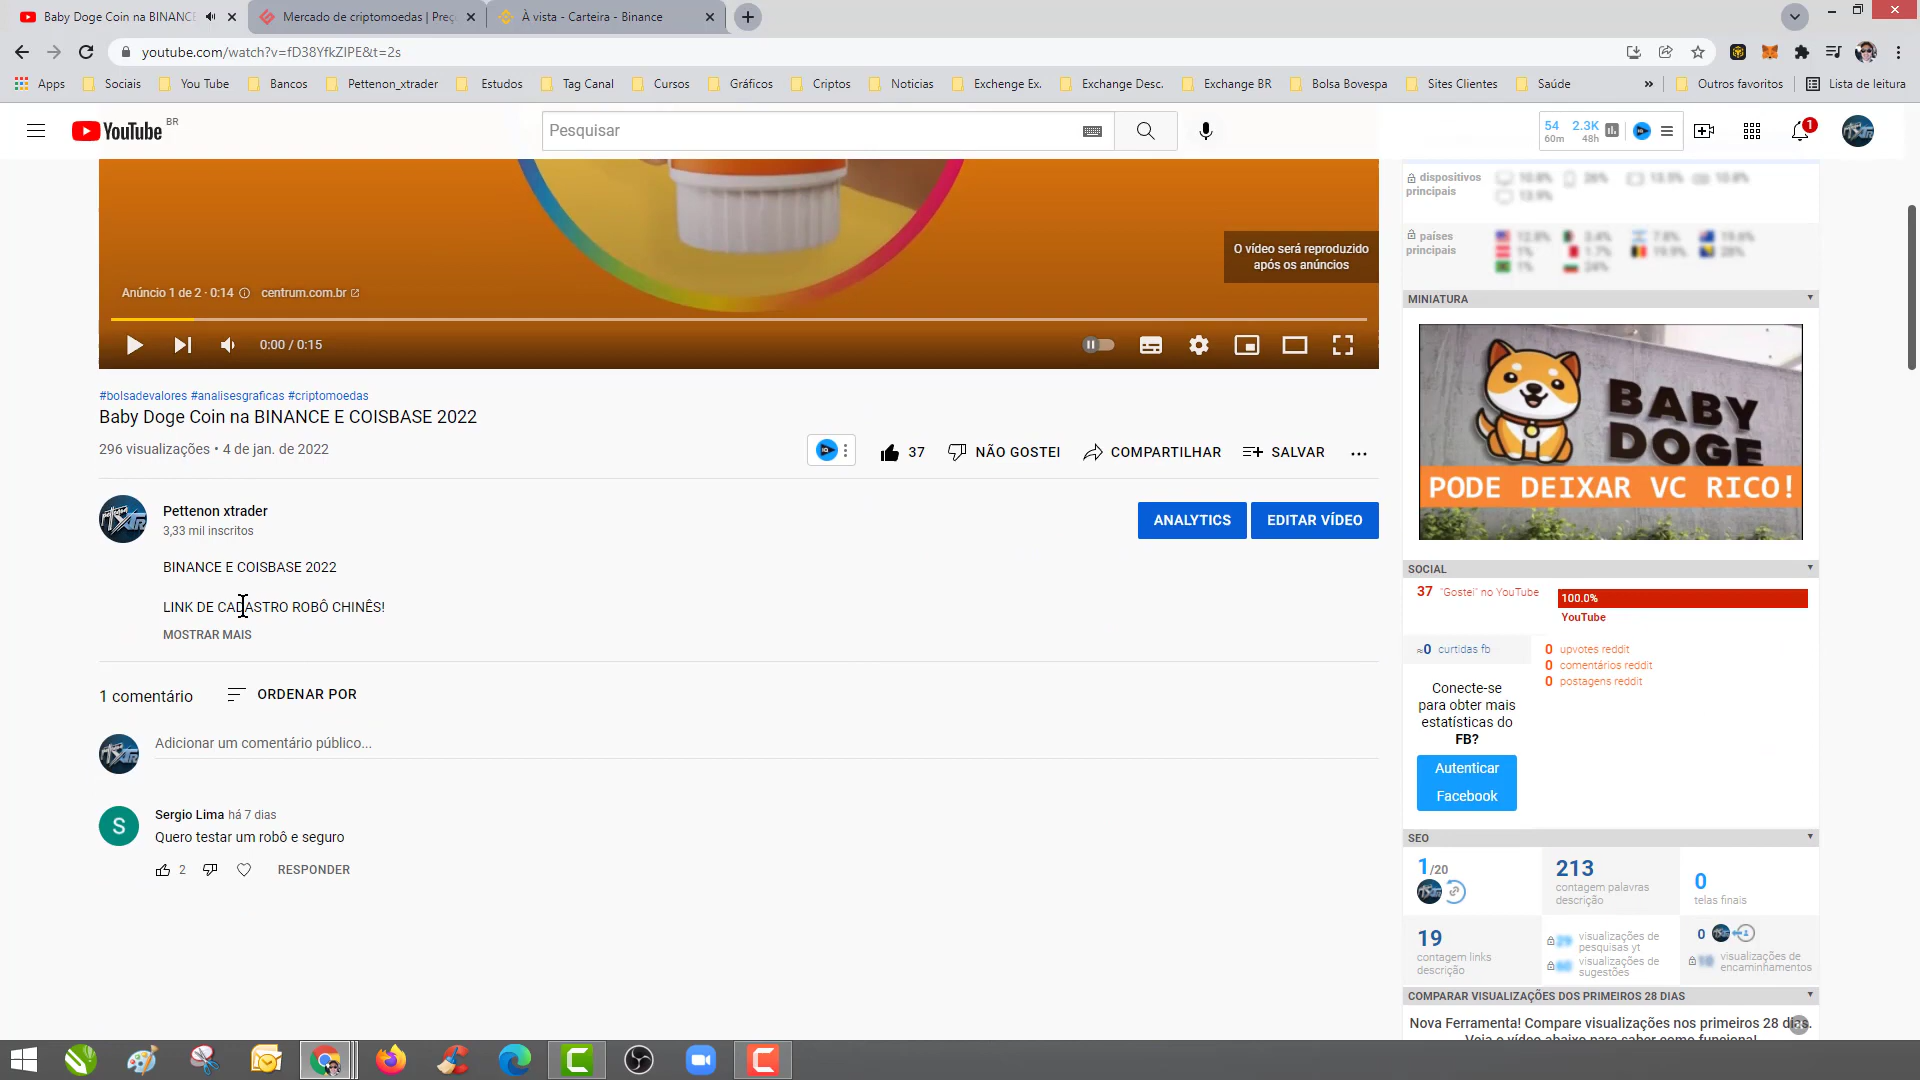 Baby Doge Coin na BINANCE
Mercado de criptomoedas | Preç
À vista - Carteira - Binance
youtube.com/watch?v=fD38YfkZIPE&t=2s
Apps
Sociais
You Tube
Bancos
Pettenon_xtrader
Estudos
Tag Canal
Cursos
Gráficos
Criptos
Noticias
Exchenge Ex.
Exchange Desc.
Exchange BR
Bolsa Bovespa
Sites Clientes
Saúde
»
Outros favoritos
Lista de leitura
YouTube BR
Pesquisar
54 2.3K
60m 48h
1
O vídeo será reproduzido
após os anúncios
Anúncio 1 de 2 · 0:14
centrum.com.br
0:00 / 0:15
#bolsadevalores #analisesgraficas #criptomoedas
Baby Doge Coin na BINANCE E COISBASE 2022
296 visualizações • 4 de jan. de 2022
37
NÃO GOSTEI
COMPARTILHAR
SALVAR
Pettenon xtrader
3,33 mil inscritos
ANALYTICS
EDITAR VÍDEO
BINANCE E COISBASE 2022
LINK DE CADASTRO ROBÔ CHINÊS!
MOSTRAR MAIS
1 comentário
ORDENAR POR
Adicionar um comentário público...
S
Sergio Lima há 7 dias
Quero testar um robô e seguro
2
RESPONDER
dispositivos
principais
países
principais
MINIATURA
BABY
DOGE
PODE DEIXAR VC RICO!
SOCIAL
37 "Gostei" no YouTube
100.0%
YouTube
≈0 curtidas fb
0 upvotes reddit
0 comentários reddit
0 postagens reddit
Conecte-se
para obter mais
estatísticas do
FB?
Autenticar
Facebook
SEO
1/20
213
contagem palavras
descrição
0
telas finais
19
contagem links
descrição
visualizações de
pesquisas yt
visualizações de
sugestões
0
visualizações de
encaminhamentos
COMPARAR VISUALIZAÇÕES DOS PRIMEIROS 28 DIAS
Nova Ferramenta! Compare visualizações nos primeiros 28 dias.
Veja o vídeo abaixo para saber como funciona!